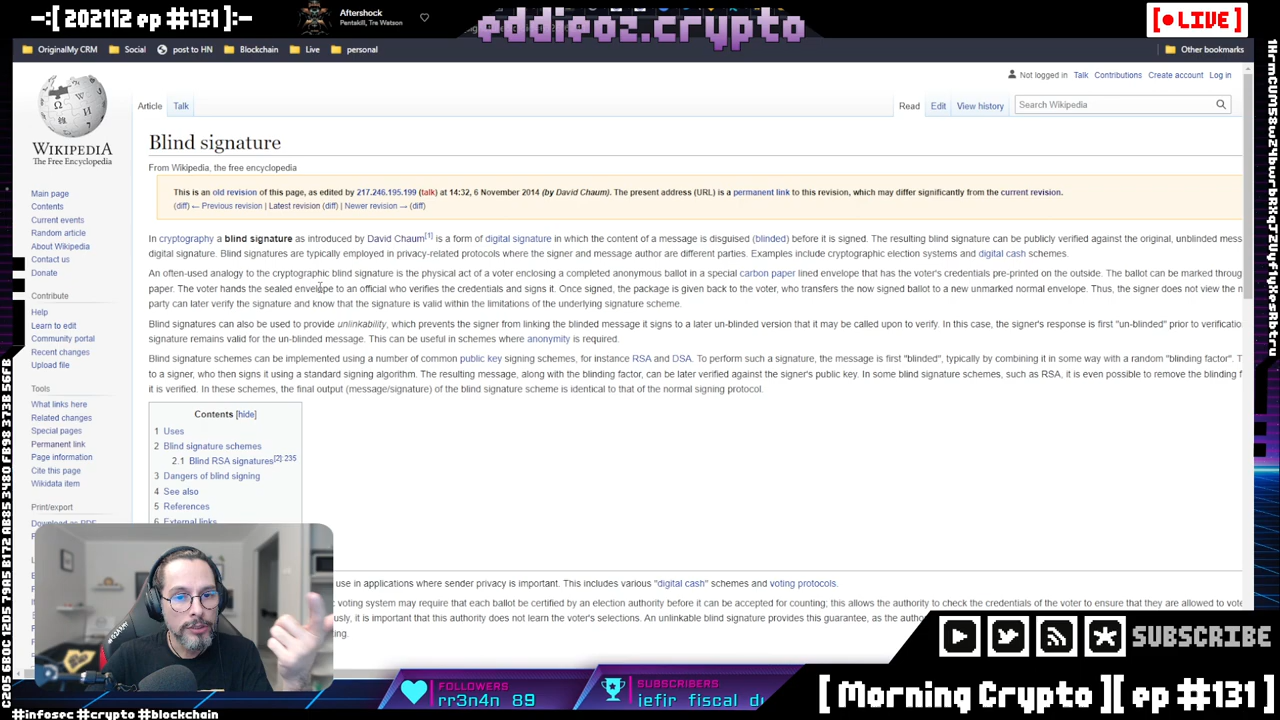 -:[ 202112 ep #131]:-
Aftershock
Pentakill, Tre Watson
eddieoz.crypto
[● LIVE]
OriginalMy CRM
Social
post to HN
Blockchain
Live
personal
Other bookmarks
Not logged in Talk Contributions Create account Log in
Article Talk
Read Edit View history
Search Wikipedia
WIKIPEDIA
The Free Encyclopedia
Main page
Contents
Current events
Random article
About Wikipedia
Contact us
Donate
Contribute
Help
Learn to edit
Community portal
Recent changes
Upload file
Tools
What links here
Related changes
Special pages
Permanent link
Page information
Cite this page
Wikidata item
Print/export
Download as PDF
Blind signature
From Wikipedia, the free encyclopedia
This is an old revision of this page, as edited by 217.246.195.199 (talk) at 14:32, 6 November 2014 (by David Chaum). The present address (URL) is a permanent link to this revision, which may differ significantly from the current revision.
(diff) ← Previous revision | Latest revision (diff) | Newer revision → (diff)
In cryptography a blind signature as introduced by David Chaum[1] is a form of digital signature in which the content of a message is disguised (blinded) before it is signed. The resulting blind signature can be publicly verified against the original, unblinded mess
digital signature. Blind signatures are typically employed in privacy-related protocols where the signer and message author are different parties. Examples include cryptographic election systems and digital cash schemes.
An often-used analogy to the cryptographic blind signature is the physical act of a voter enclosing a completed anonymous ballot in a special carbon paper lined envelope that has the voter's credentials pre-printed on the outside. The ballot can be marked throug
paper. The voter hands the sealed envelope to an official who verifies the credentials and signs it. Once signed, the package is given back to the voter, who transfers the now signed ballot to a new unmarked normal envelope. Thus, the signer does not view the m
party can later verify the signature and know that the signature is valid within the limitations of the underlying signature scheme.
Blind signatures can also be used to provide unlinkability, which prevents the signer from linking the blinded message it signs to a later un-blinded version that it may be called upon to verify. In this case, the signer's response is first "un-blinded" prior to verificatio
signature remains valid for the un-blinded message. This can be useful in schemes where anonymity is required.
Blind signature schemes can be implemented using a number of common public key signing schemes, for instance RSA and DSA. To perform such a signature, the message is first "blinded", typically by combining it in some way with a random "blinding factor". T
to a signer, who then signs it using a standard signing algorithm. The resulting message, along with the blinding factor, can be later verified against the signer's public key. In some blind signature schemes, such as RSA, it is even possible to remove the blinding f
it is verified. In these schemes, the final output (message/signature) of the blind signature scheme is identical to that of the normal signing protocol.
Contents [hide]
1 Uses
2 Blind signature schemes
2.1 Blind RSA signatures[2]:235
3 Dangers of blind signing
4 See also
5 References
6 External links
use in applications where sender privacy is important. This includes various "digital cash" schemes and voting protocols.
voting system may require that each ballot be certified by an election authority before it can be accepted for counting; this allows the authority to check the credentials of the voter to ensure that they are allowed to vote
usly, it is important that this authority does not learn the voter's selections. An unlinkable blind signature provides this guarantee, as the autho
ting.
SUBSCRIBE
FOLLOWERS
rr3n4n 89
SUBSCRIBERS
iefir_fiscal_du
[ Morning Crypto ][ ep #131 ]
#infosec #crypto #blockchain